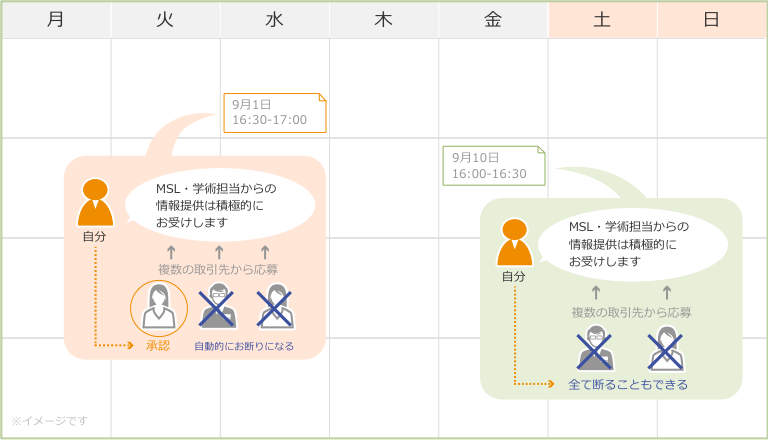 月 火 水 木 金 土 日
9月1日
16:30-17:00
MSL・学術担当からの
情報提供は積極的に
お受けします
自分
複数の取引先から応募
承認
自動的にお断りになる
9月10日
16:00-16:30
MSL・学術担当からの
情報提供は積極的に
お受けします
自分
複数の取引先から応募
全て断ることもできる
※イメージです